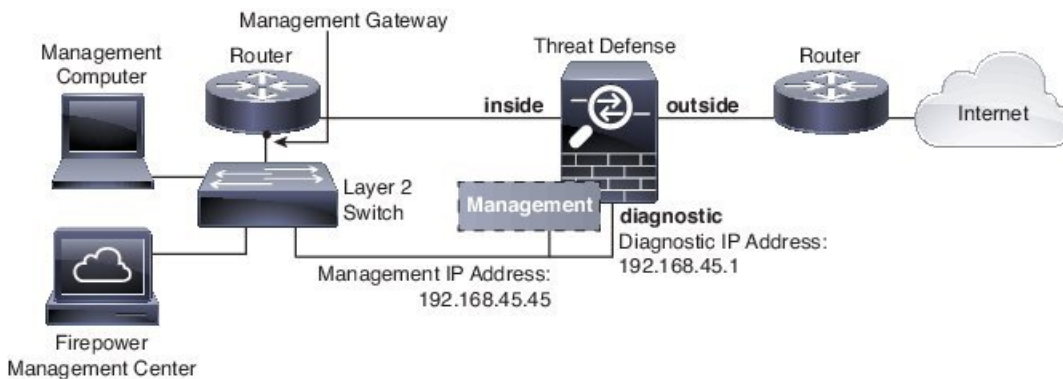 Management Gateway
Management
Computer
Router
Threat Defense
Router
inside
outside
Internet
Layer 2
Switch
Management
diagnostic
Diagnostic IP Address:
192.168.45.1
Management IP Address:
192.168.45.45
Firepower
Management Center